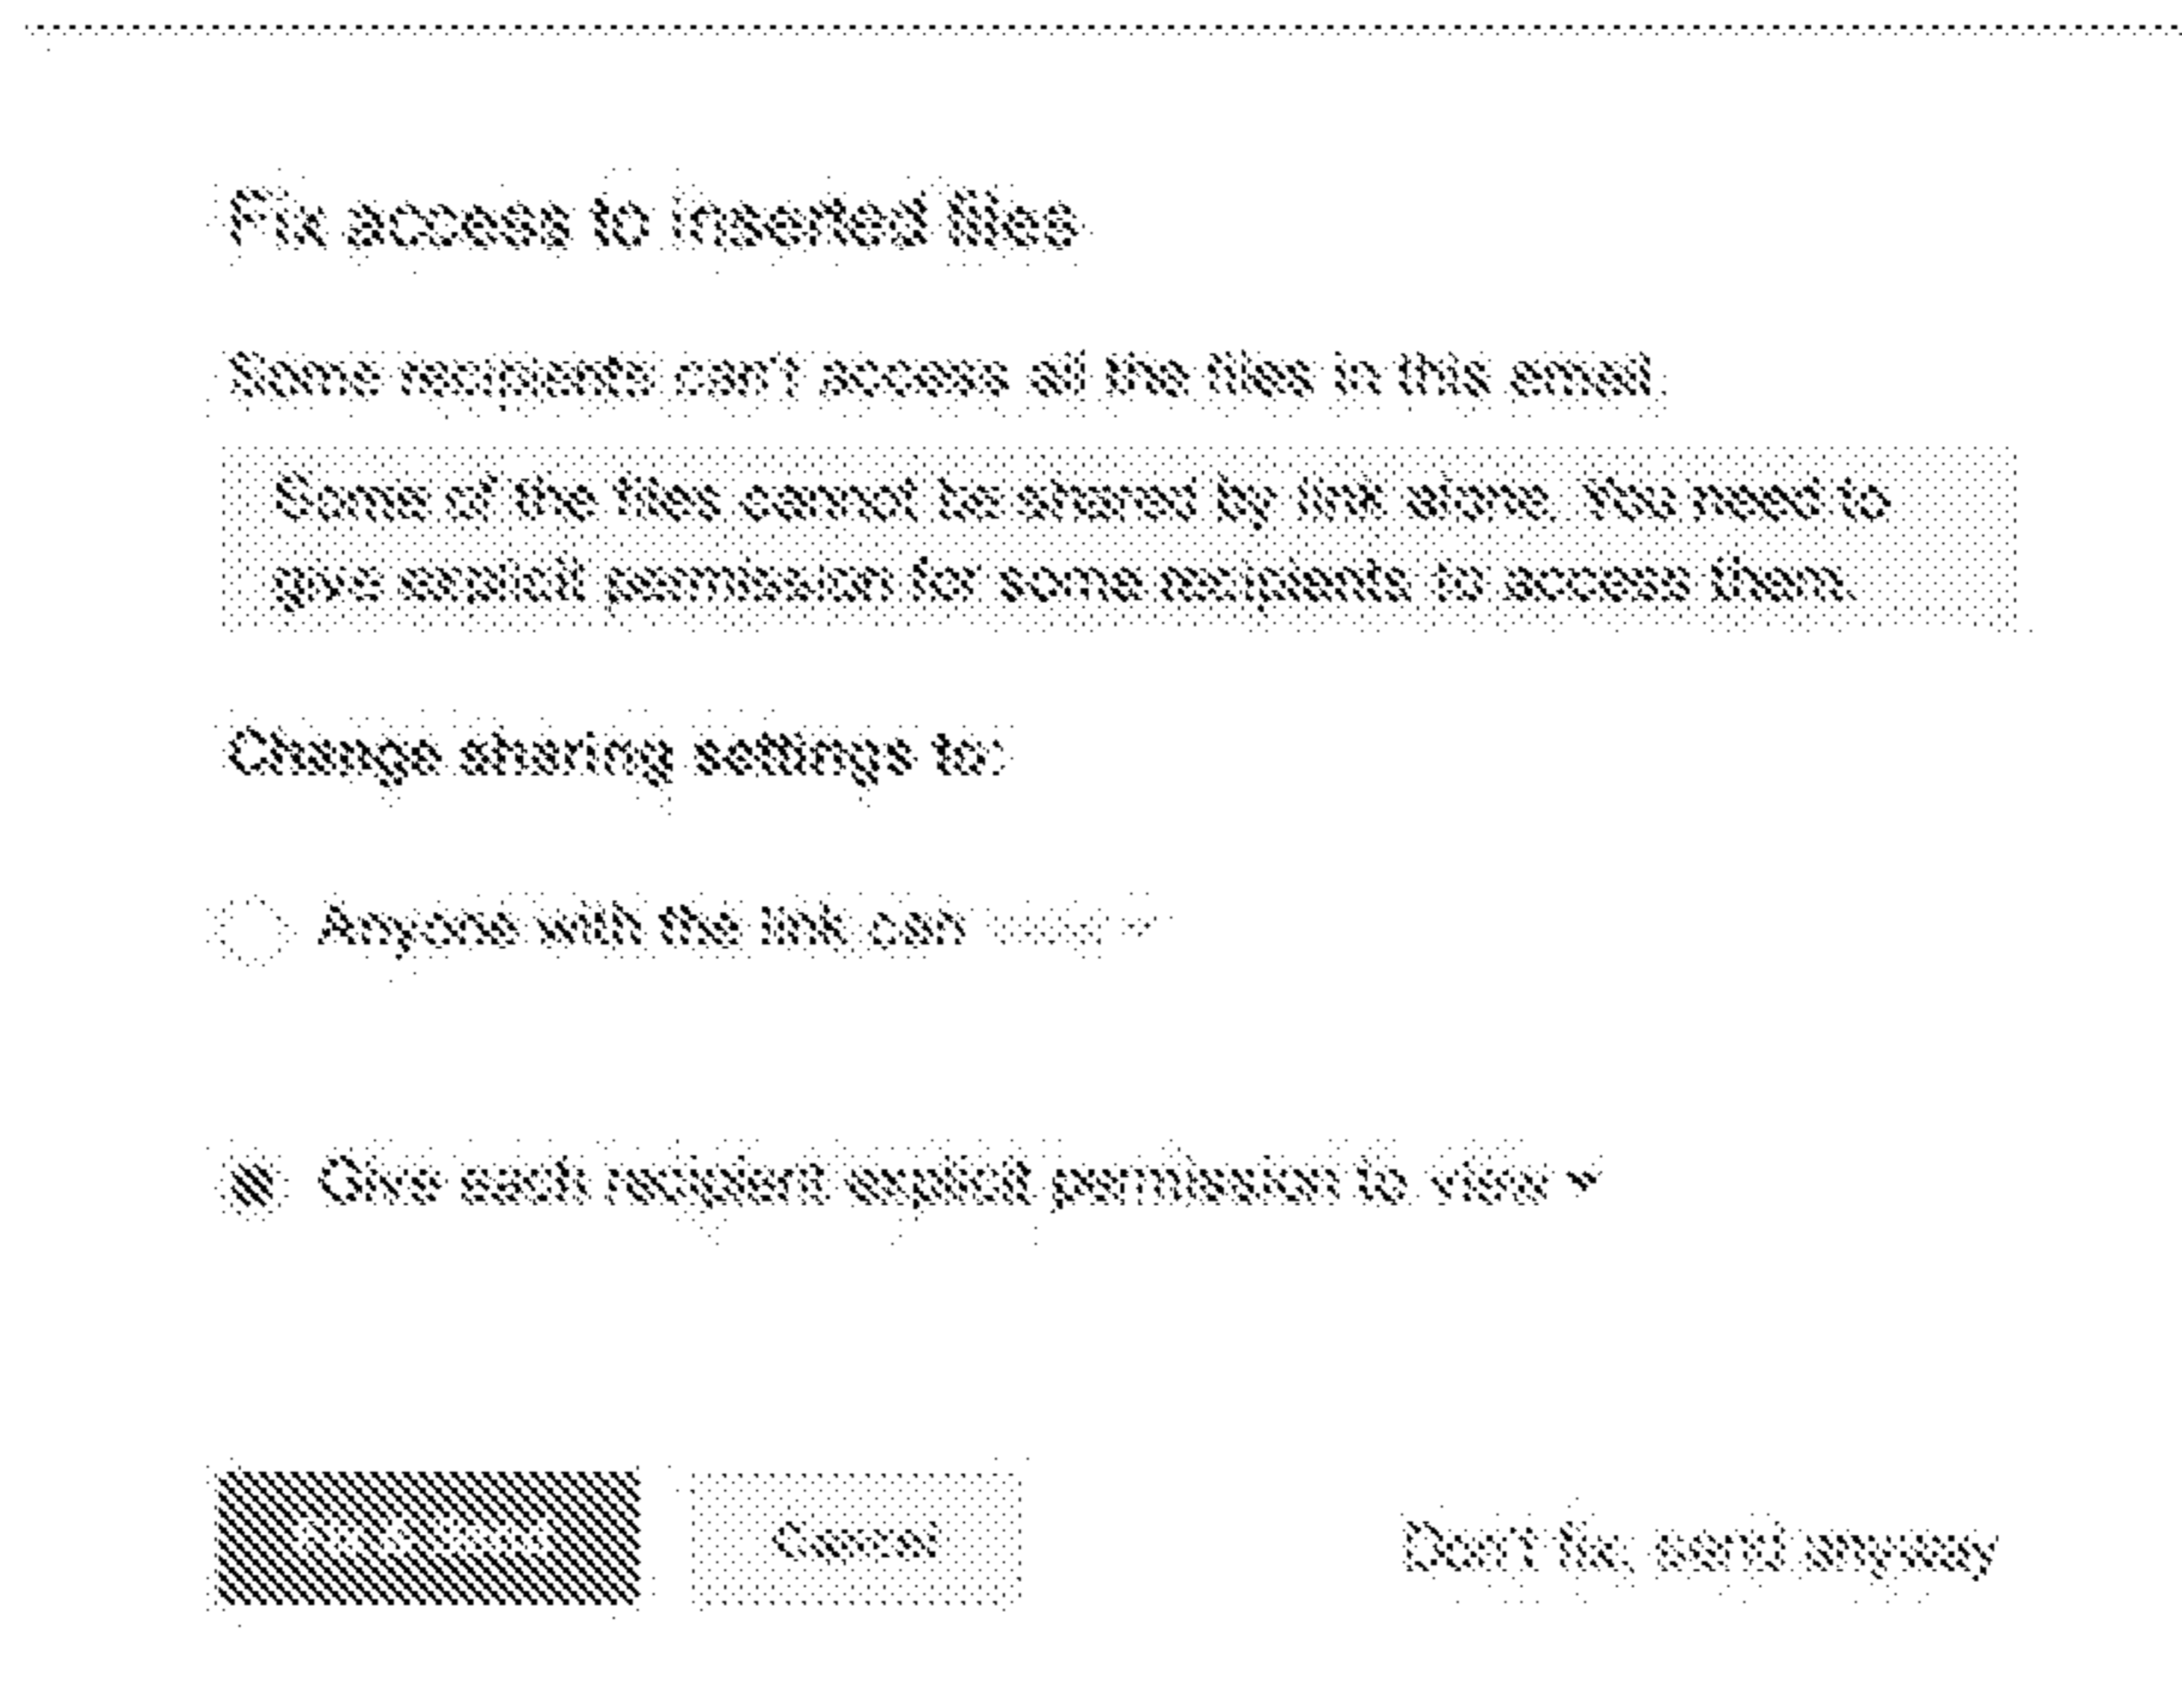 Fix access to inserted files
Some recipients can't access all the files in this email.
Some of the files cannot be shared by link alone. You need to
give explicit permission for some recipients to access them.
Change sharing settings to:
Anyone with the link can
Give each recipient explicit permission to view
Cancel
Don't fix, send anyway